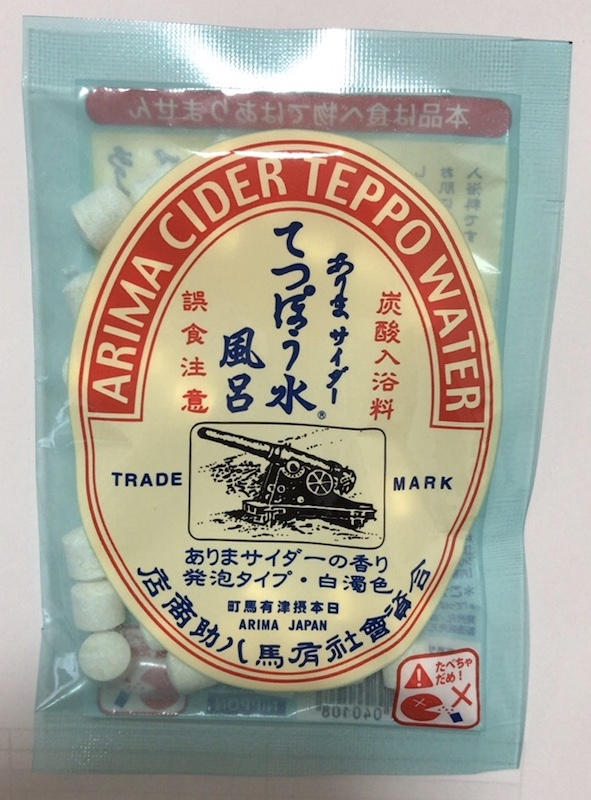 本品は食べ物ではありません
ARIMA CIDER TEPPO WATER
炭酸入浴料
ありまサイダー
てつぽう水®
風呂
誤食注意
TRADE MARK
ありまサイダーの香り
発泡タイプ・白濁色
合資會社有馬八助商店
町馬有津摂本日
ARIMA JAPAN
たべちゃ
だめ！
NIPPON
040108